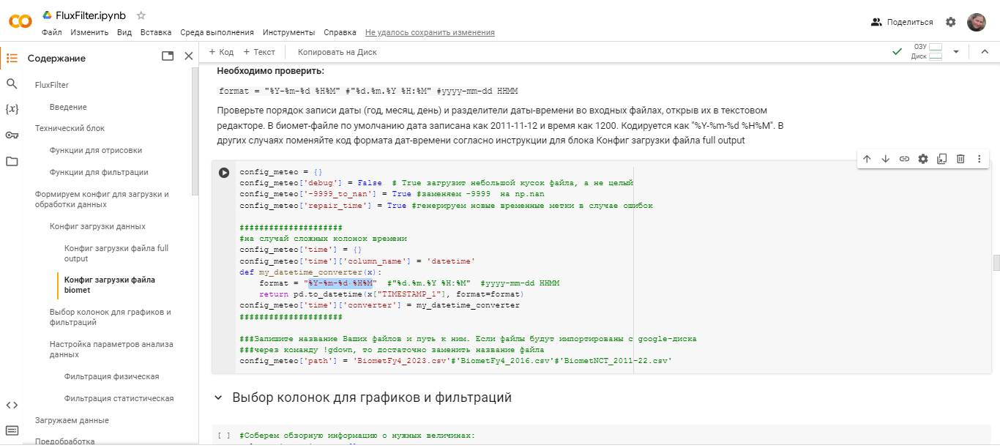 FluxFilter.ipynb
Файл Изменить Вид Вставка Среда выполнения Инструменты Справка Не удалось сохранить изменения
Поделиться
Содержание
+ Код + Текст Копировать на Диск
ОЗУ
Диск
FluxFilter
Введение
Технический блок
Функции для отрисовки
Функции для фильтрации
Формируем конфиг для загрузки и
обработки данных
Конфиг загрузки данных
Конфиг загрузки файла full
output
Конфиг загрузки файла
biomet
Выбор колонок для графиков и
фильтраций
Настройка параметров анализа
данных
Фильтрация физическая
Фильтрация статистическая
Загружаем данные
Предобработка
Необходимо проверить:
format = "%Y-%m-%d %H%M" #"%d.%m.%Y %H:%M" #yyyy-mm-dd HHMM
Проверьте порядок записи даты (год, месяц, день) и разделители даты-времени во входных файлах, открыв их в текстовом
редакторе. В биомет-файле по умолчанию дата записана как 2011-11-12 и время как 1200. Кодируется как "%Y-%m-%d %H%M". В
других случаях поменяйте код формата дат-времени согласно инструкции для блока Конфиг загрузки файла full output
config_meteo = {}
config_meteo['debug'] = False # True загрузит небольшой кусок файла, а не целый
config_meteo['-9999_to_nan'] = True #заменяем -9999 на np.nan
config_meteo['repair_time'] = True #генерируем новые временные метки в случае ошибок
#####################
#на случай сложных колонок времени
config_meteo['time'] = {}
config_meteo['time']['column_name'] = 'datetime'
def my_datetime_converter(x):
format = "%Y-%m-%d %H%M" #"%d.%m.%Y %H:%M" #yyyy-mm-dd HHMM
return pd.to_datetime(x["TIMESTAMP_1"], format=format)
config_meteo['time']['converter'] = my_datetime_converter
#####################
###Запишите название Ваших файлов и путь к ним. Если файлы будут импортированы с google-диска
###через команду !gdown, то достаточно заменить название файла
config_meteo['path'] = 'BiometFy4_2023.csv'#'BiometFy4_2016.csv'#'BiometNCT_2011-22.csv'
Выбор колонок для графиков и фильтраций
[ ] #Соберем обзорную информацию о нужных величинах: